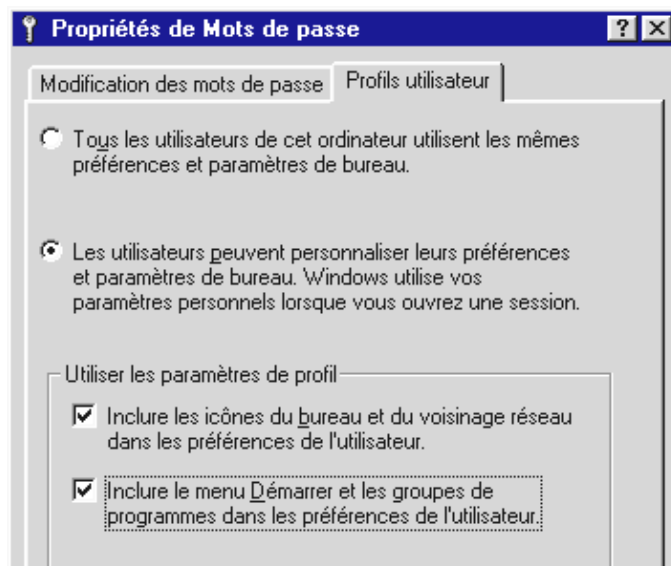 Propriétés de Mots de passe
Modification des mots de passe
Profils utilisateur
Tous les utilisateurs de cet ordinateur utilisent les mêmes
préférences et paramètres de bureau.
Les utilisateurs peuvent personnaliser leurs préférences
et paramètres de bureau. Windows utilise vos
paramètres personnels lorsque vous ouvrez une session.
Utiliser les paramètres de profil
Inclure les icônes du bureau et du voisinage réseau
dans les préférences de l'utilisateur.
Inclure le menu Démarrer et les groupes de
programmes dans les préférences de l'utilisateur.